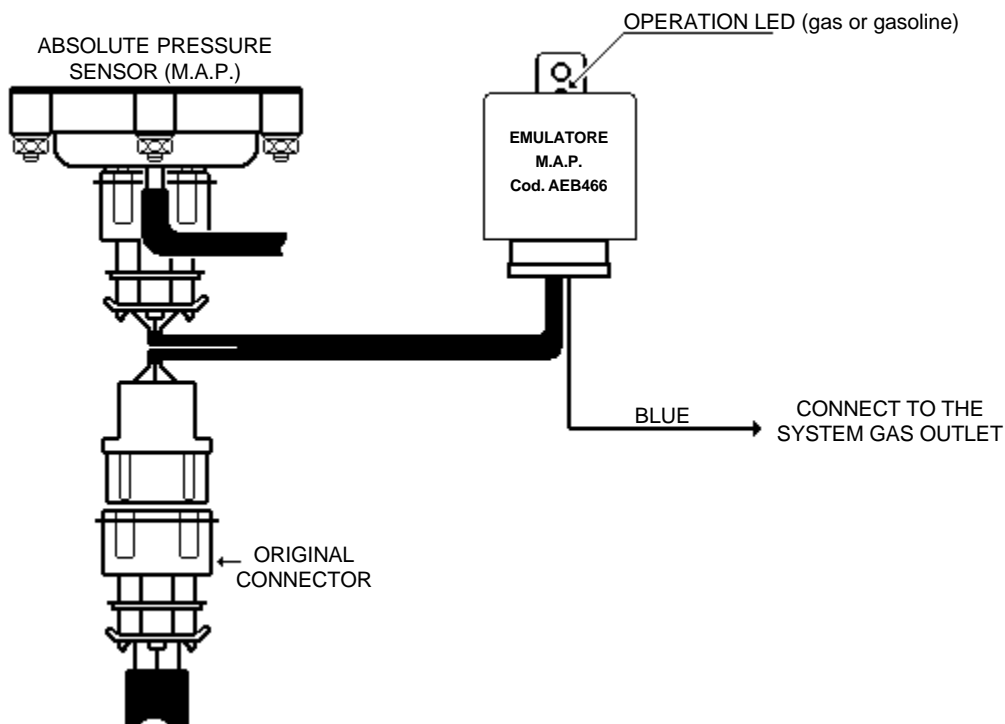 OPERATION LED (gas or gasoline)
ABSOLUTE PRESSURE
SENSOR (M.A.P.)
EMULATORE
M.A.P.
Cod. AEB466
BLUE
CONNECT TO THE
SYSTEM GAS OUTLET
ORIGINAL
CONNECTOR